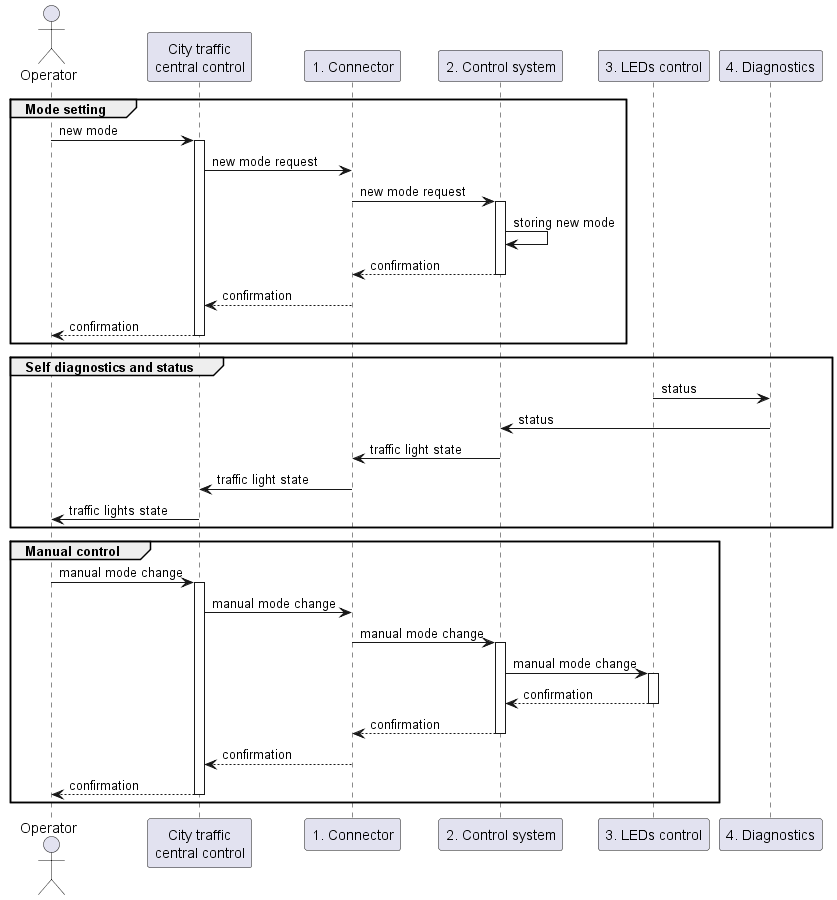 Operator
City traffic
central control
1. Connector
2. Control system
3. LEDs control
4. Diagnostics
Mode setting
new mode
new mode request
new mode request
storing new mode
confirmation
confirmation
confirmation
Self diagnostics and status
status
status
traffic light state
traffic light state
traffic lights state
Manual control
manual mode change
manual mode change
manual mode change
manual mode change
confirmation
confirmation
confirmation
confirmation
Operator
City traffic
central control
1. Connector
2. Control system
3. LEDs control
4. Diagnostics